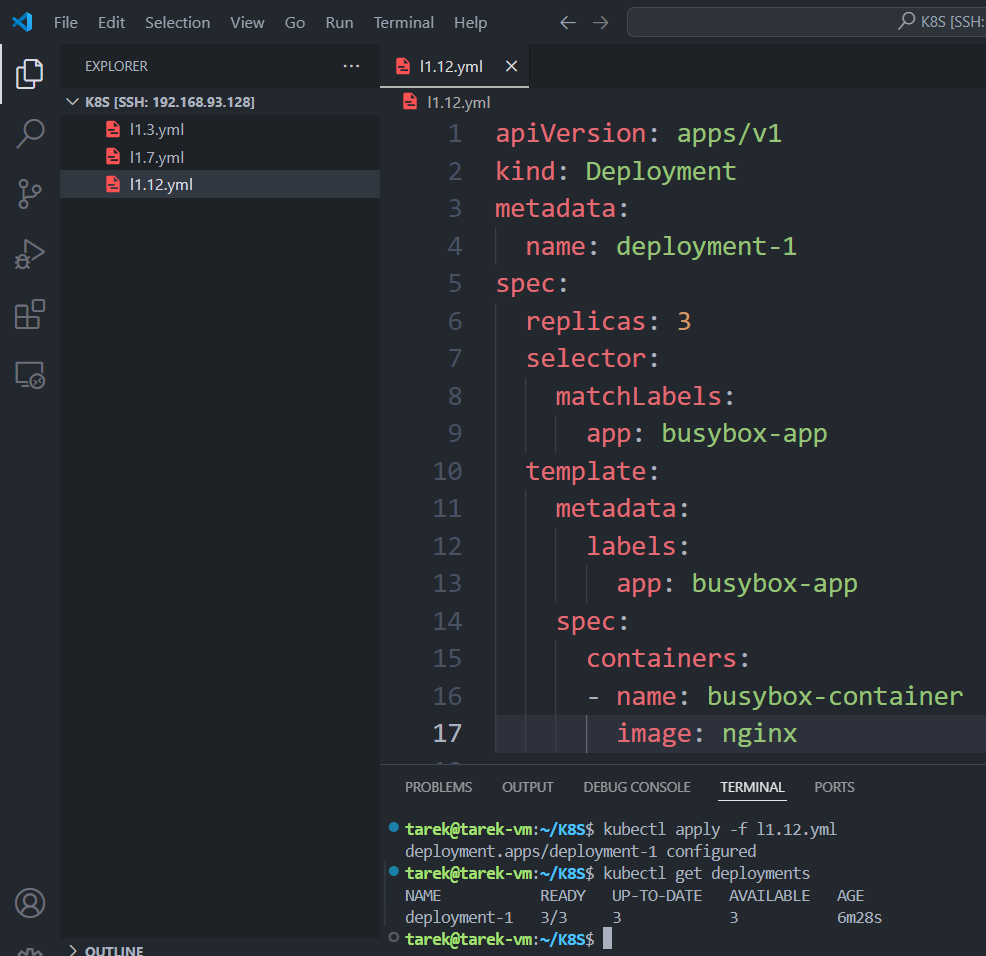 File Edit Selection View Go Run Terminal Help
K8S [SSH:
EXPLORER
K8S [SSH: 192.168.93.128]
l1.3.yml
l1.7.yml
l1.12.yml
OUTLINE
l1.12.yml
l1.12.yml
1 apiVersion: apps/v1
2 kind: Deployment
3 metadata:
4 name: deployment-1
5 spec:
6 replicas: 3
7 selector:
8 matchLabels:
9 app: busybox-app
10 template:
11 metadata:
12 labels:
13 app: busybox-app
14 spec:
15 containers:
16 - name: busybox-container
17 image: nginx
PROBLEMS OUTPUT DEBUG CONSOLE TERMINAL PORTS
tarek@tarek-vm:~/K8S$ kubectl apply -f l1.12.yml
deployment.apps/deployment-1 configured
tarek@tarek-vm:~/K8S$ kubectl get deployments
NAME READY UP-TO-DATE AVAILABLE AGE
deployment-1 3/3 3 3 6m28s
tarek@tarek-vm:~/K8S$